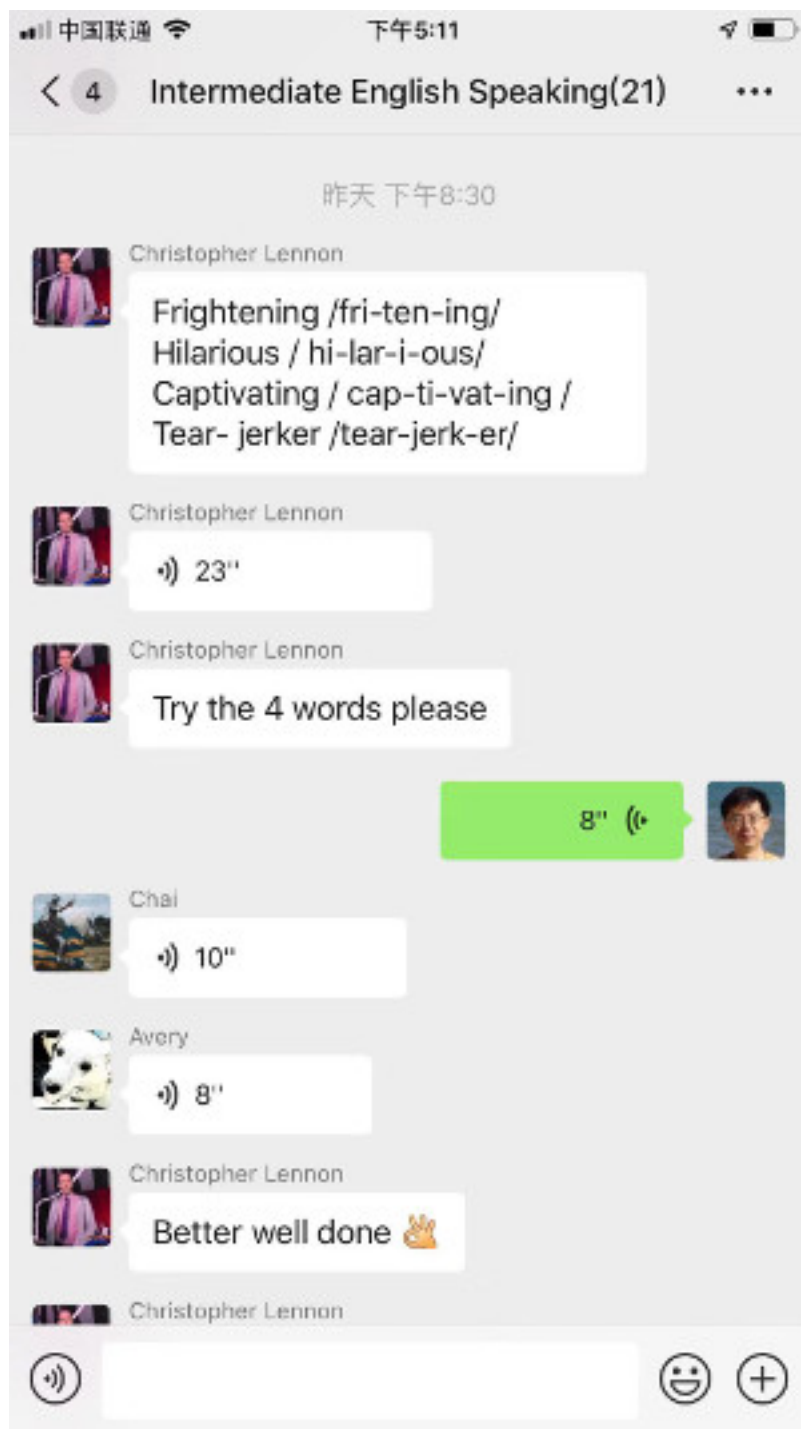 中国联通 下午5:11
4 Intermediate English Speaking(21)
昨天 下午8:30
Christopher Lennon
Frightening /fri-ten-ing/
Hilarious / hi-lar-i-ous/
Captivating / cap-ti-vat-ing /
Tear- jerker /tear-jerk-er/
Christopher Lennon
23''
Christopher Lennon
Try the 4 words please
8''
Chai
10''
Avery
8''
Christopher Lennon
Better well done 👌
Christopher Lennon